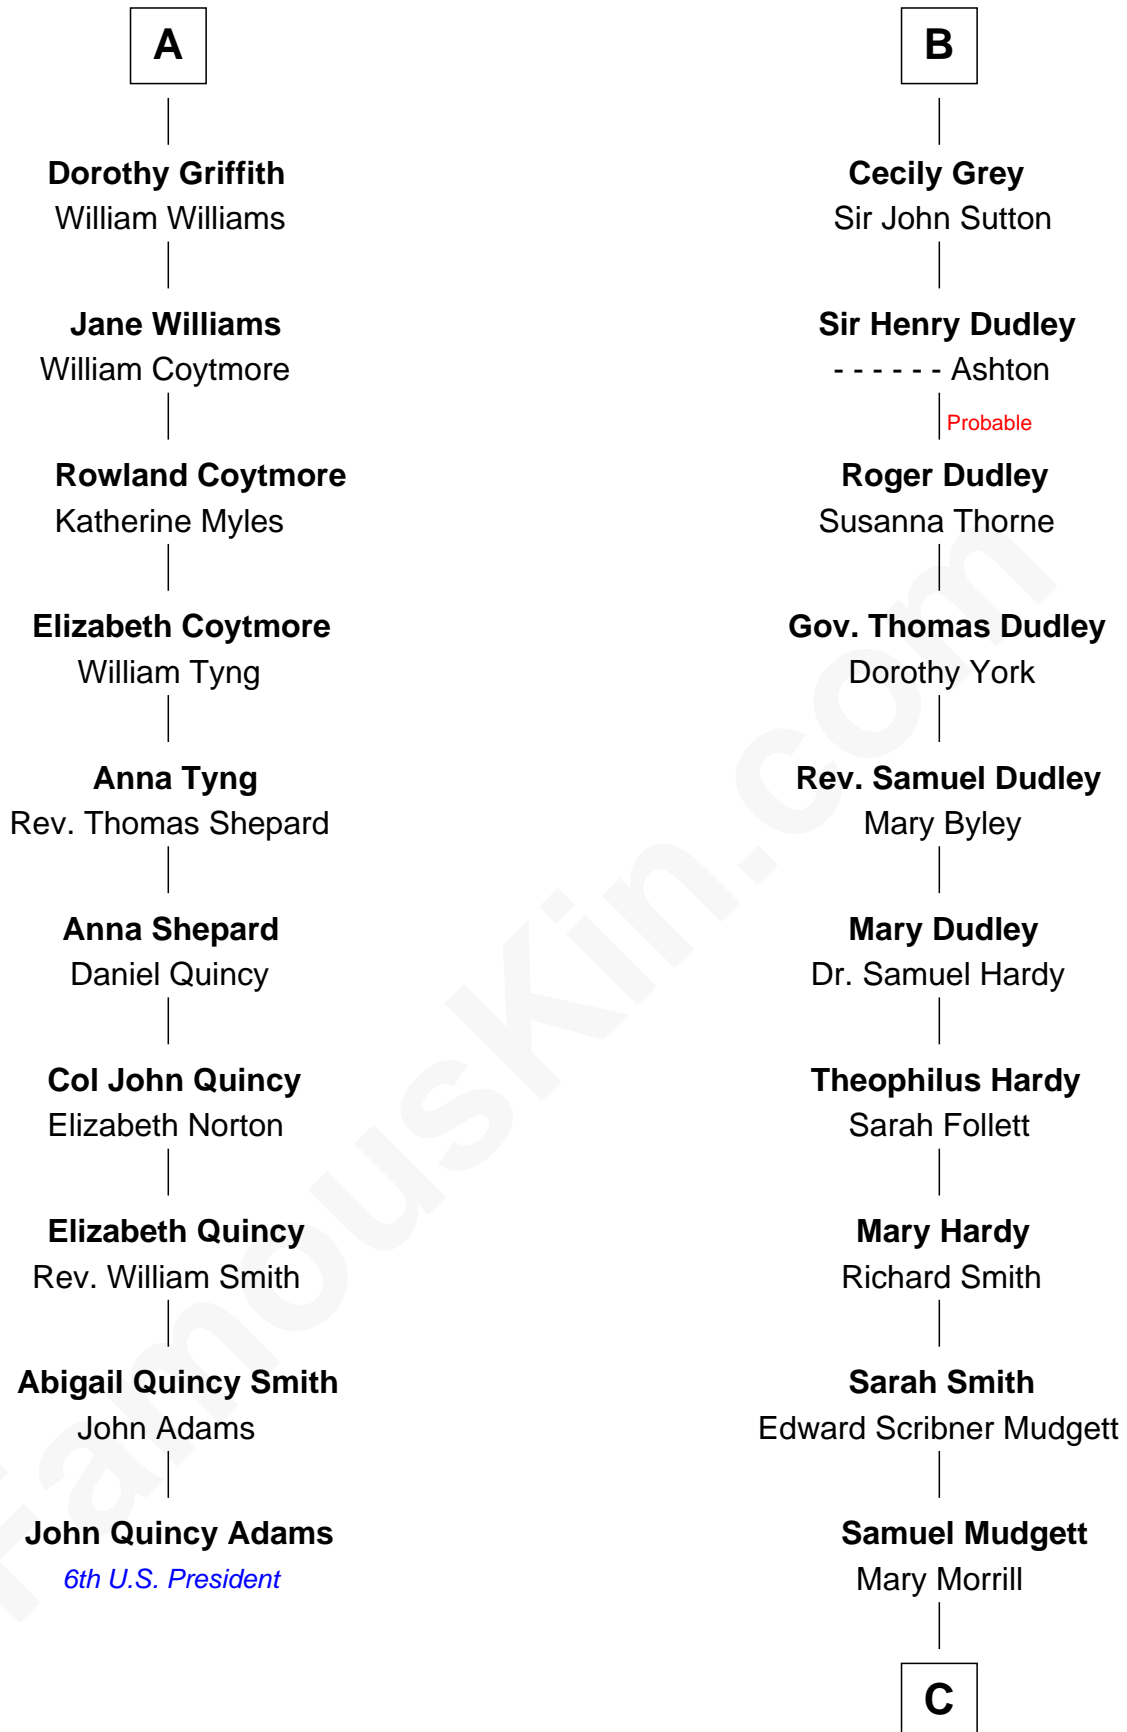 A
Dorothy Griffith
William Williams
Jane Williams
William Coytmore
Rowland Coytmore
Katherine Myles
Elizabeth Coytmore
William Tyng
Anna Tyng
Rev. Thomas Shepard
Anna Shepard
Daniel Quincy
Col John Quincy
Elizabeth Norton
Elizabeth Quincy
Rev. William Smith
Abigail Quincy Smith
John Adams
John Quincy Adams
6th U.S. President
B
Cecily Grey
Sir John Sutton
Sir Henry Dudley
- - - - - - Ashton
Probable
Roger Dudley
Susanna Thorne
Gov. Thomas Dudley
Dorothy York
Rev. Samuel Dudley
Mary Byley
Mary Dudley
Dr. Samuel Hardy
Theophilus Hardy
Sarah Follett
Mary Hardy
Richard Smith
Sarah Smith
Edward Scribner Mudgett
Samuel Mudgett
Mary Morrill
C
FamousKin.com